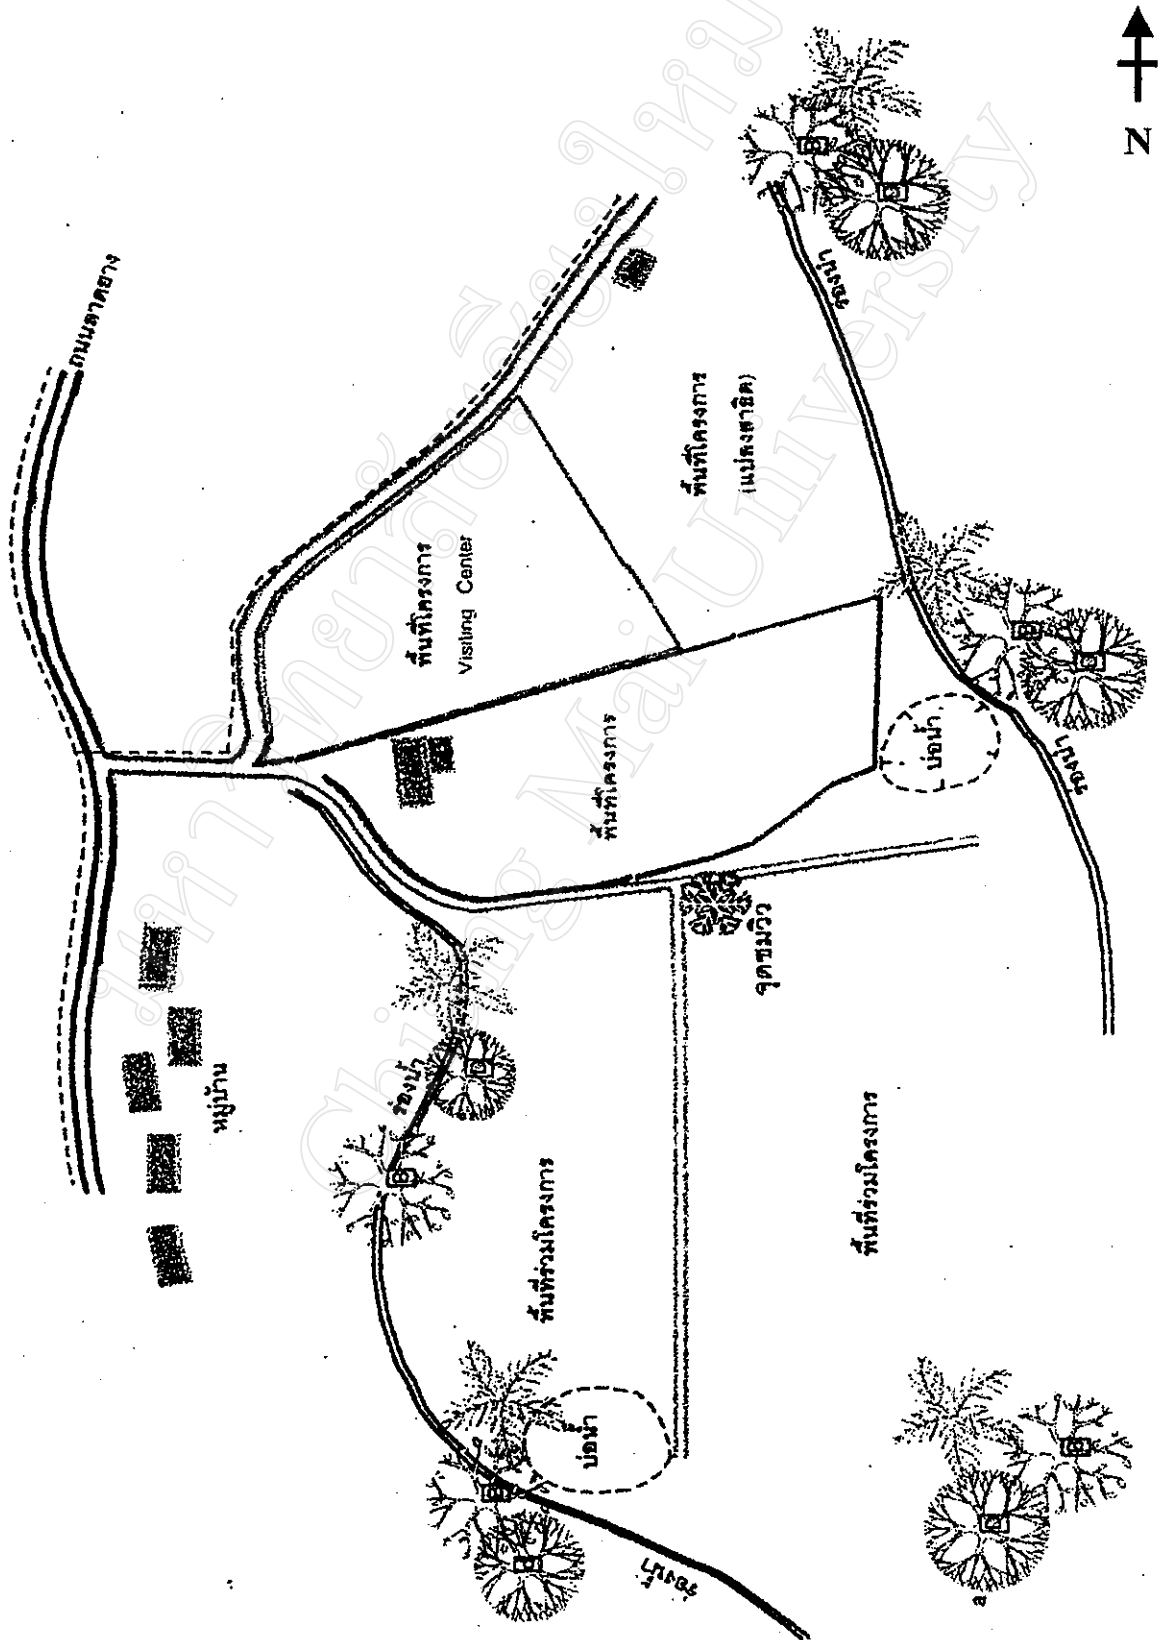 N
ถนนลาดยาง
ร่องน้ำ
พื้นที่โครงการ
(แปลงสาธิต)
พื้นที่โครงการ
Visiting Center
พื้นที่โครงการ
บ่อน้ำ
ร่องน้ำ
จุดชมวิว
หมู่บ้าน
ร่องน้ำ
พื้นที่ร่วมโครงการ
พื้นที่ร่วมโครงการ
บ่อน้ำ
ร่องน้ำ
a
Chiang Mai University